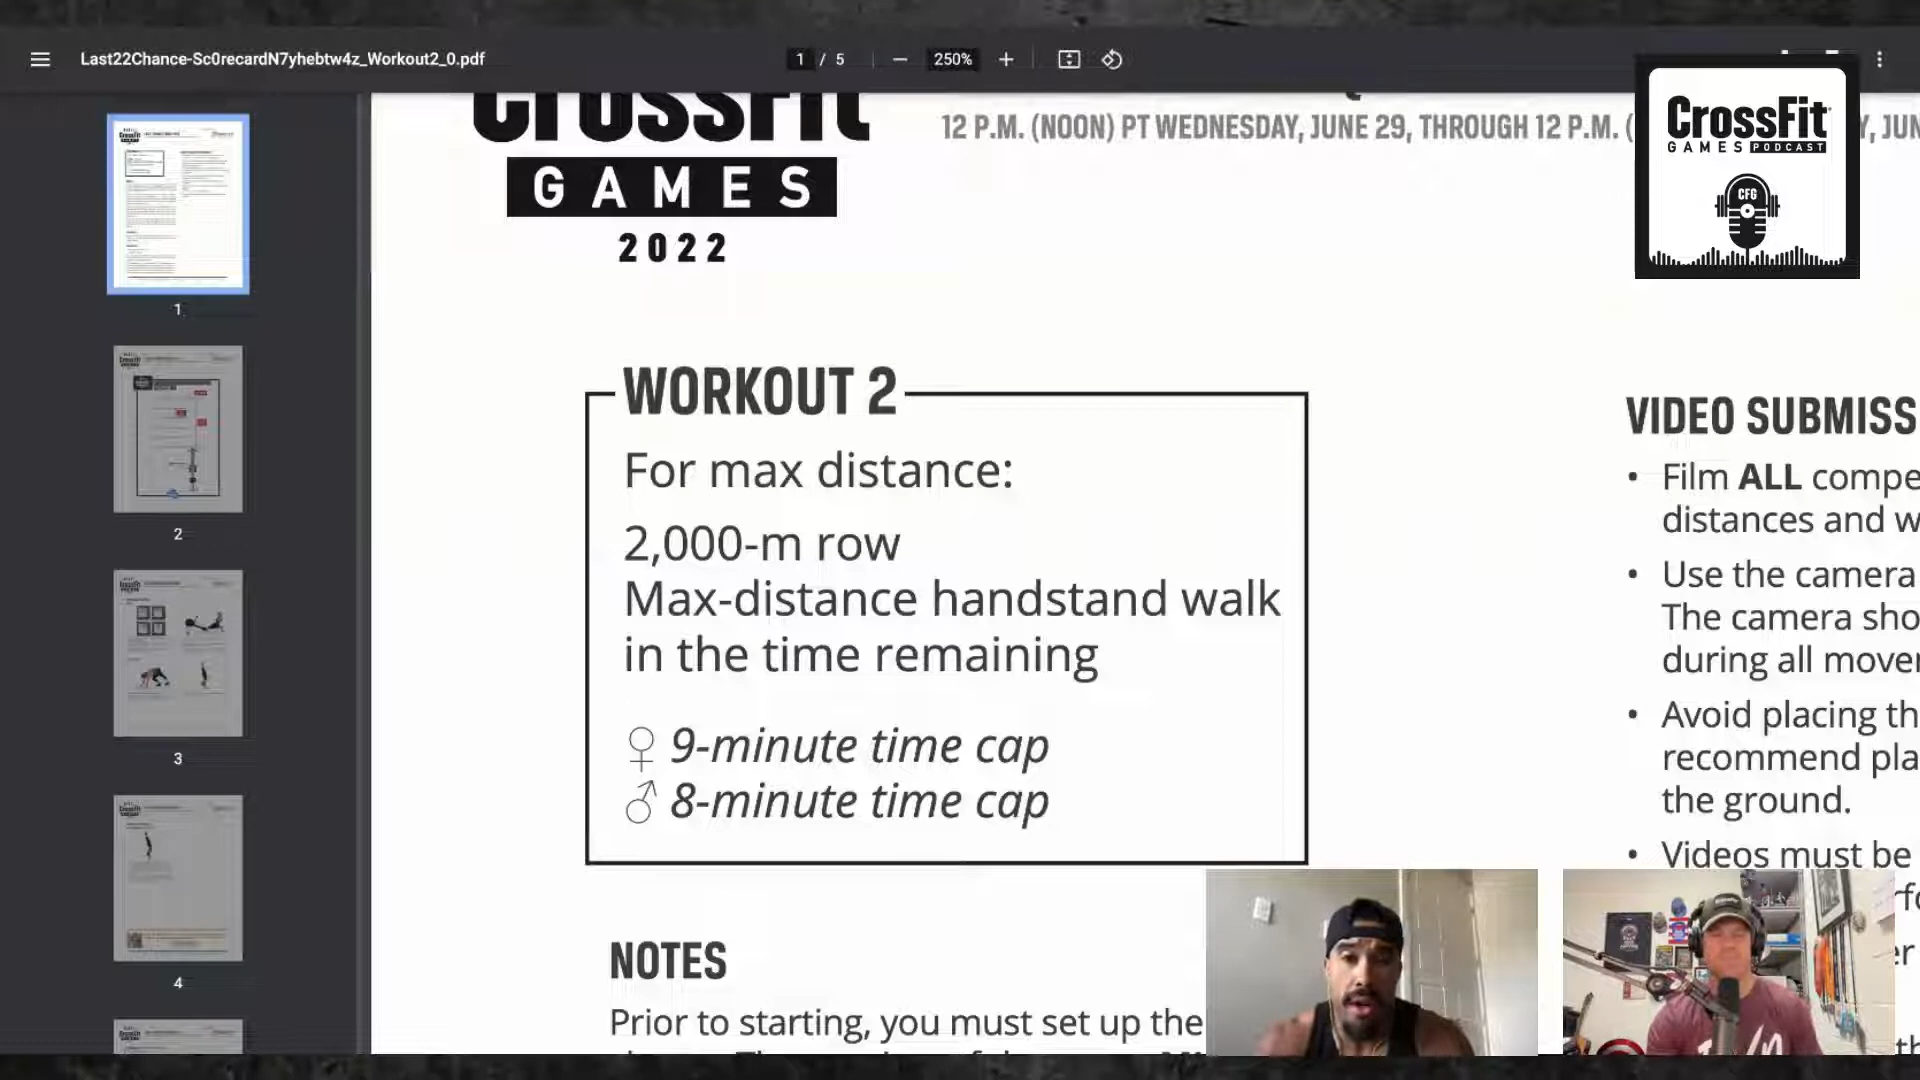 Last22Chance-Sc0recardN7yhebtw4z_Workout2_0.pdf
1 / 5
250%
CrossFit
GAMES
2022
12 P.M. (NOON) PT WEDNESDAY, JUNE 29, THROUGH 12 P.M. (
Y, JUN
CrossFit
GAMES PODCAST
CFG
1
2
3
4
WORKOUT 2
For max distance:
2,000-m row
Max-distance handstand walk
in the time remaining
♀ 9-minute time cap
♂ 8-minute time cap
NOTES
Prior to starting, you must set up the
VIDEO SUBMISS
• Film ALL compe
distances and w
• Use the camera
The camera sho
during all mover
• Avoid placing th
recommend pla
the ground.
• Videos must be